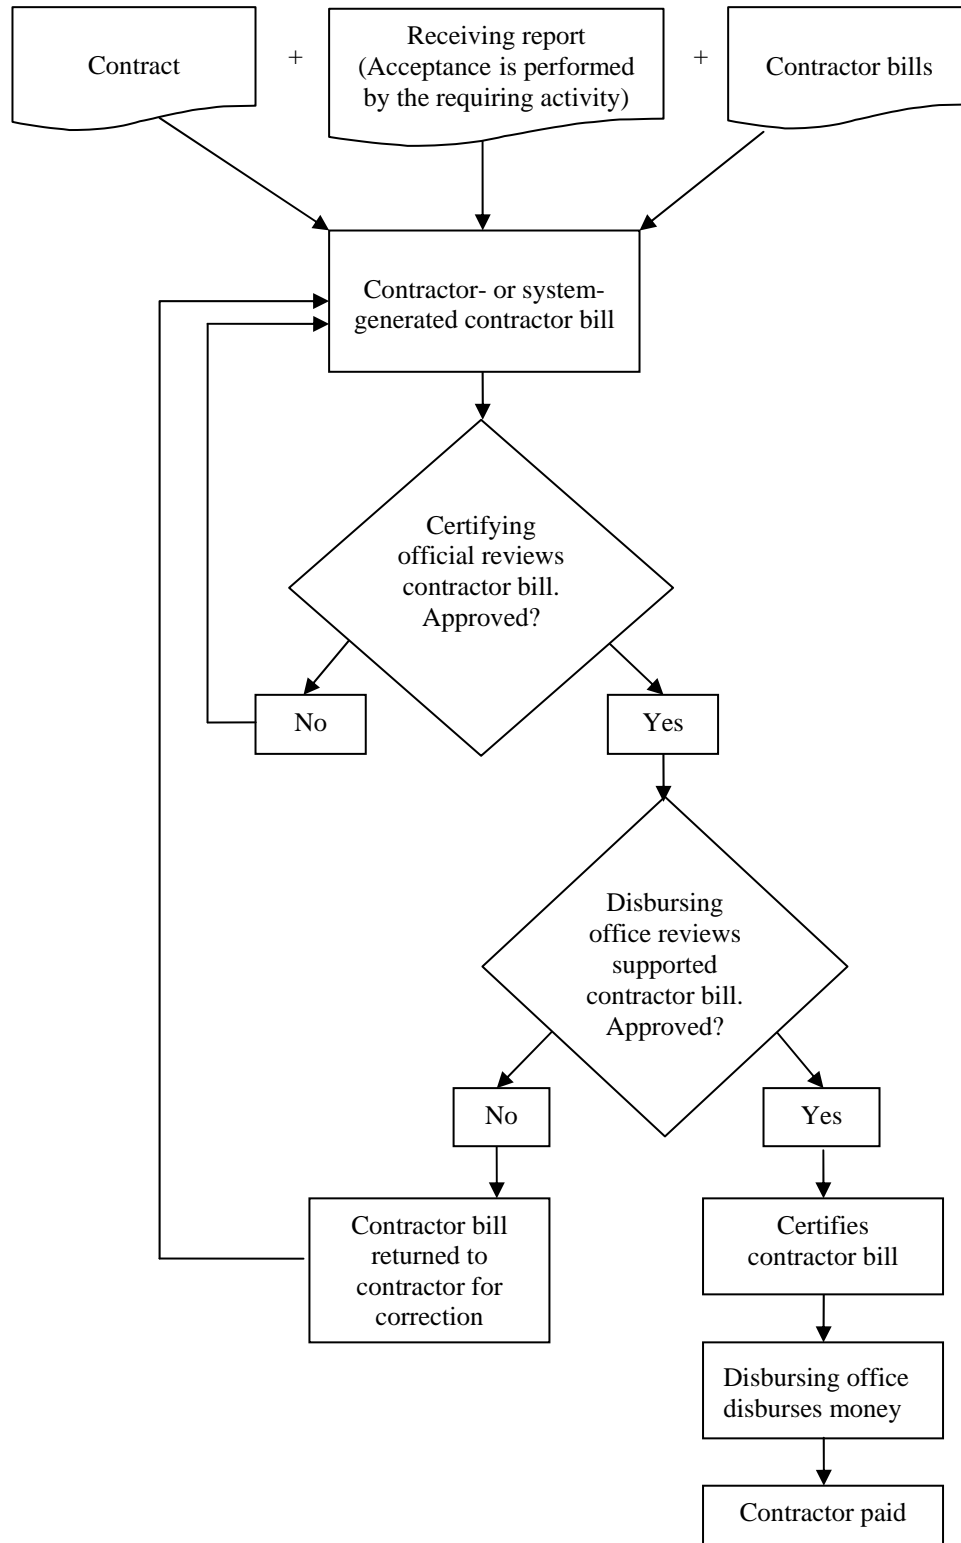 Contract
+
Receiving report
(Acceptance is performed
by the requiring activity)
+
Contractor bills
Contractor- or system-
generated contractor bill
Certifying
official reviews
contractor bill.
Approved?
No
Yes
Disbursing
office reviews
supported
contractor bill.
Approved?
No
Yes
Contractor bill
returned to
contractor for
correction
Certifies
contractor bill
Disbursing office
disburses money
Contractor paid